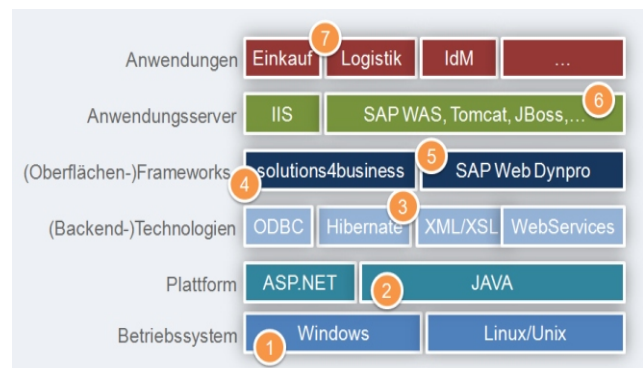 7
Anwendungen Einkauf Logistik IdM ...
6
Anwendungsserver IIS SAP WAS, Tomcat, JBoss,...
5
(Oberflächen-)Frameworks solutions4business SAP Web Dynpro
4
3
(Backend-)Technologien ODBC Hibernate XML/XSL WebServices
Plattform ASP.NET 2 JAVA
Betriebssystem 1 Windows Linux/Unix